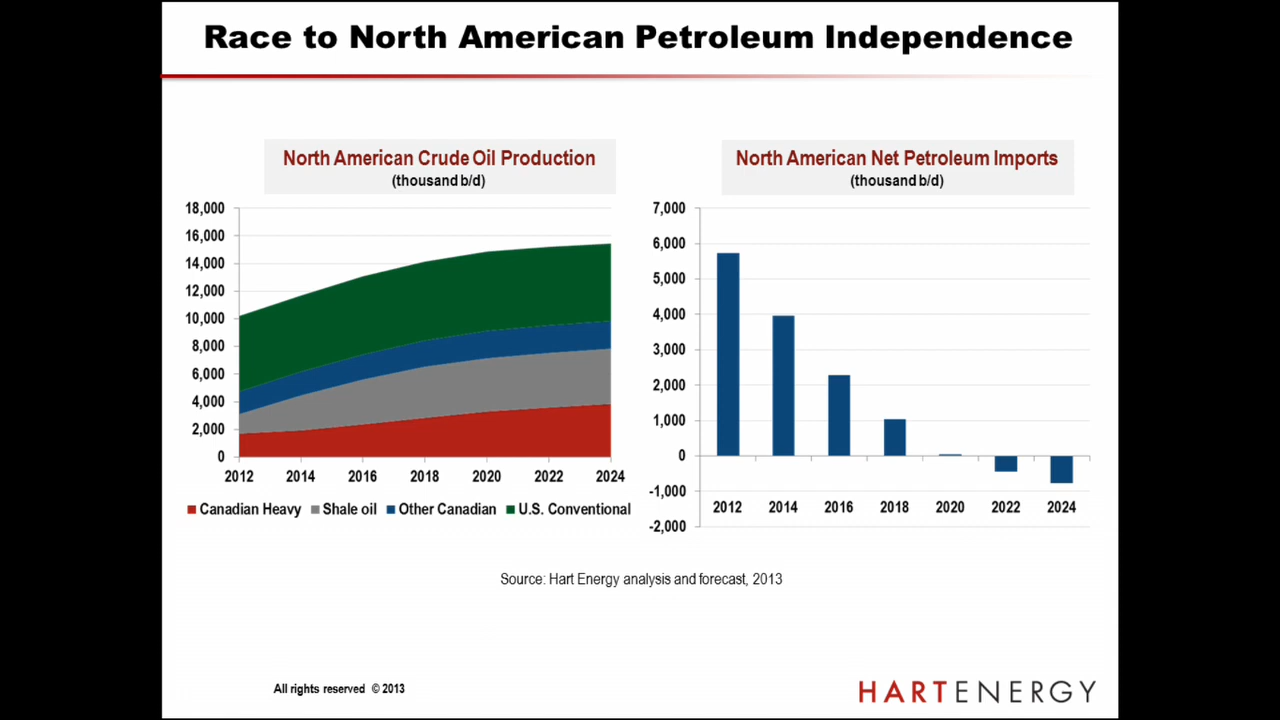 Race to North American Petroleum Independence
North American Crude Oil Production
(thousand b/d)
18,000
16,000
14,000
12,000
10,000
8,000
6,000
4,000
2,000
0
2012 2014 2016 2018 2020 2022 2024
Canadian Heavy Shale oil Other Canadian U.S. Conventional
North American Net Petroleum Imports
(thousand b/d)
7,000
6,000
5,000
4,000
3,000
2,000
1,000
0
-1,000
2012 2014 2016 2018 2020 2022 2024
-2,000
Source: Hart Energy analysis and forecast, 2013
All rights reserved © 2013
HARTENERGY